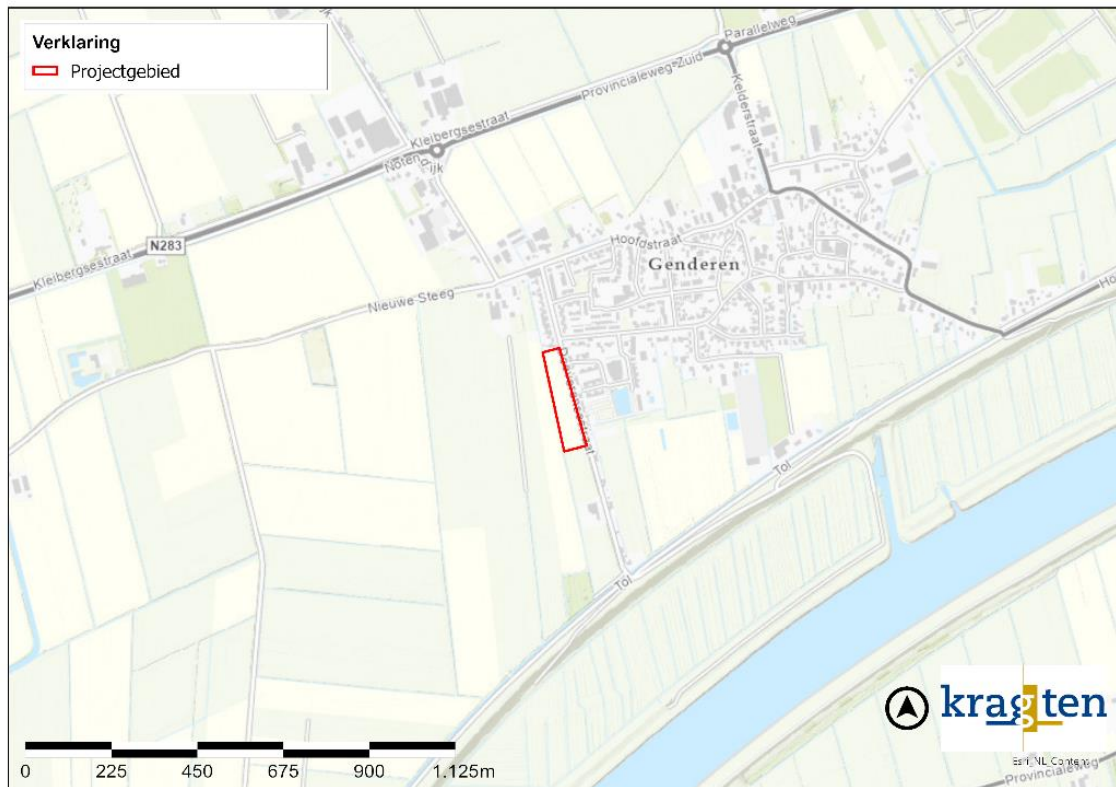 Verklaring
Projectgebied
Parallelweg
Provincialeweg-Zuid
Kelderstraat
Kleibergsestraat
Notendijk
N283
Kleibergsestraat
Hoofdstraat
Genderen
Nieuwe Steeg
Tol
Tol
kragten
0 225 450 675 900 1.125m
Esri NL, Content
Provincialeweg